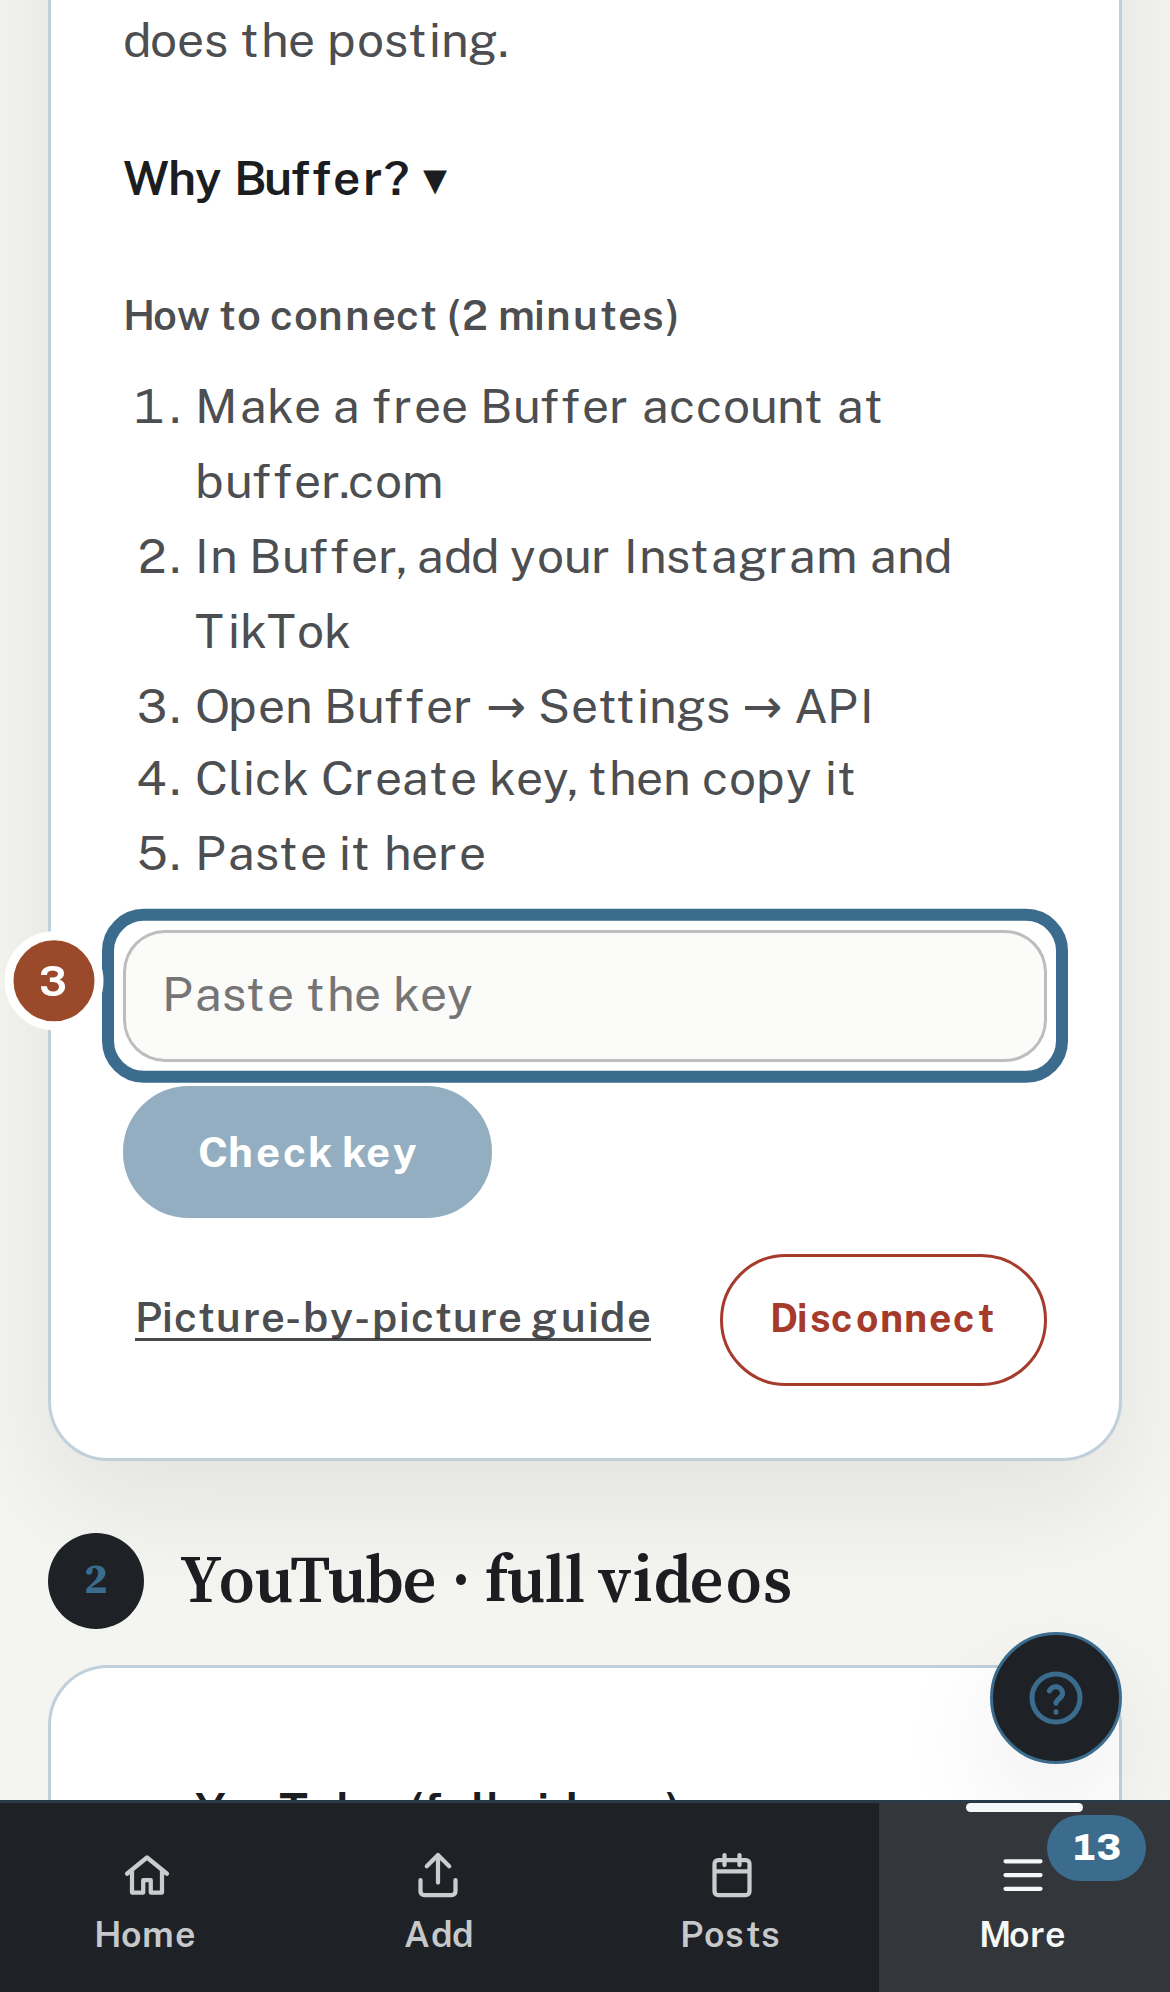 does the posting.
Why Buffer? ▾
How to connect (2 minutes)
1. Make a free Buffer account at
buffer.com
2. In Buffer, add your Instagram and
TikTok
3. Open Buffer → Settings → API
4. Click Create key, then copy it
5. Paste it here
3
Paste the key
Check key
Picture-by-picture guide
Disconnect
2 YouTube · full videos
YouTube (full videos)
13
Home
Add
Posts
More